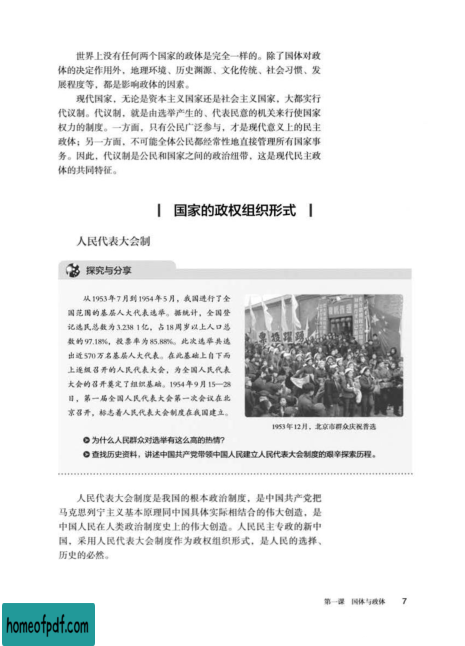 世界上没有任何两个国家的政体是完全一样的。除了国体对政
体的决定作用外，地理环境、历史渊源、文化传统、社会习惯、发
展程度等，都是影响政体的因素。
现代国家，无论是资本主义国家还是社会主义国家，大都实行
代议制。代议制，就是由选举产生的、代表民意的机关来行使国家
权力的制度。一方面，只有公民广泛参与，才是现代意义上的民主
政体；另一方面，不可能全体公民都经常性地直接管理所有国家事
务。因此，代议制是公民和国家之间的政治纽带，这是现代民主政
体的共同特征。
国家的政权组织形式
人民代表大会制
探究与分享
从1953年7月到1954年5月，我国进行了全
国范围的基层人大代表选举。据统计，全国登
记选民总数为3.238 1亿，占18周岁以上人口总
数的97.18%，投票率为85.88%。此次选举共选
出近570万名基层人大代表。在此基础上自下而
上逐级召开的人民代表大会，为全国人民代表
大会的召开奠定了组织基础。1954年9月15—28
日，第一届全国人民代表大会第一次会议在北
京召开，标志着人民代表大会制度在我国建立。
1953年12月，北京市群众庆祝普选
为什么人民群众对选举有这么高的热情？
查找历史资料，讲述中国共产党带领中国人民建立人民代表大会制度的艰辛探索历程。
人民代表大会制度是我国的根本政治制度，是中国共产党把
马克思列宁主义基本原理同中国具体实际相结合的伟大创造，是
中国人民在人类政治制度史上的伟大创造。人民民主专政的新中
国，采用人民代表大会制度作为政权组织形式，是人民的选择、
历史的必然。
第一课 国体与政体 7
homeofpdf.com